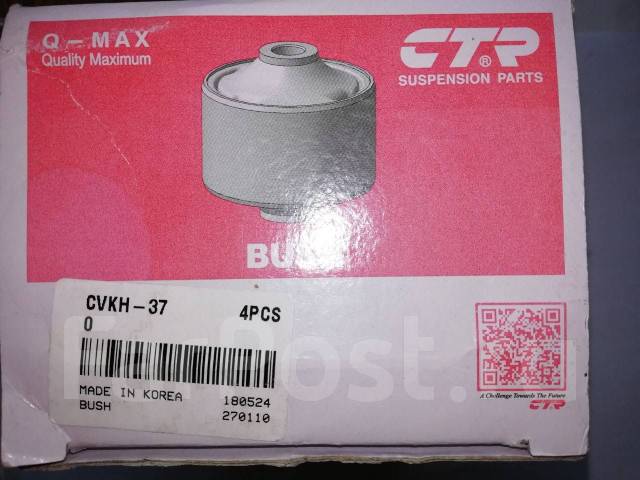 Q-MAX
Quality Maximum
CTR
®
SUSPENSION PARTS
BUSH
CVKH-37 4PCS
0
MADE IN KOREA 180524
BUSH 270110
A Challenge Towards The Future
CTR